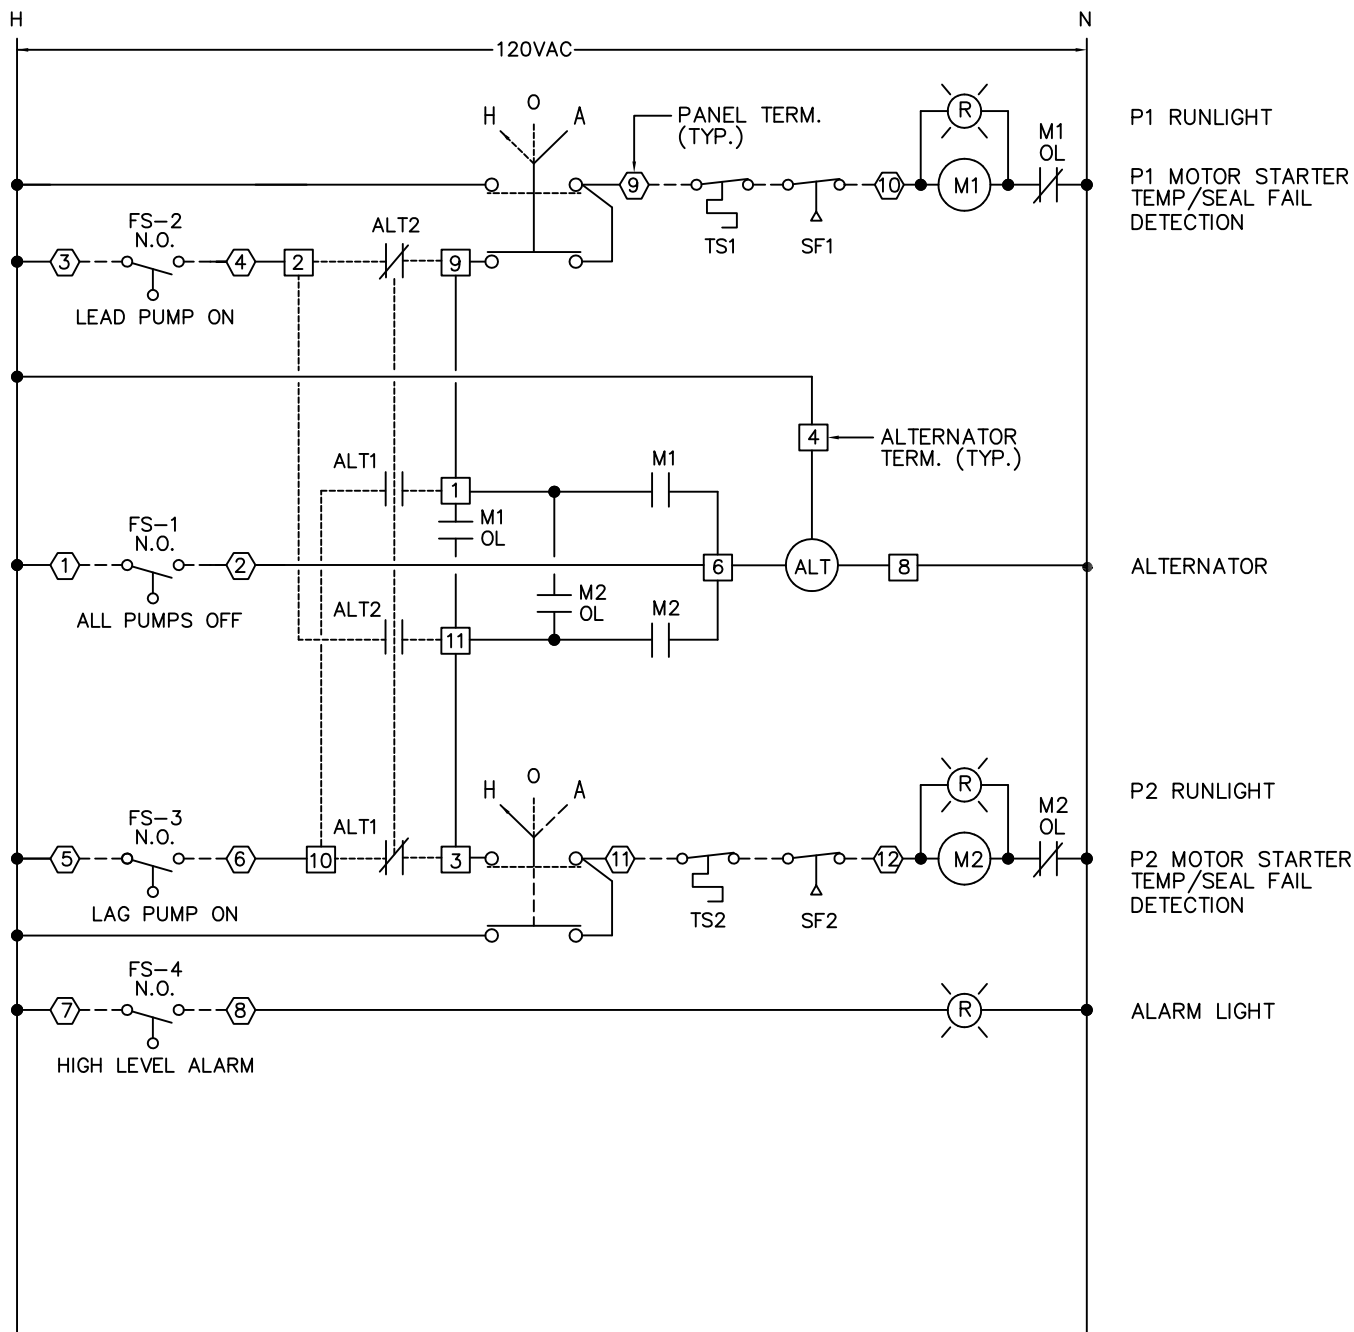 H
N
120VAC
H O A
PANEL TERM.
(TYP.)
R
P1 RUNLIGHT
M1
OL
9
TS1
SF1
10
M1
P1 MOTOR STARTER
TEMP/SEAL FAIL
DETECTION
FS-2
N.O.
3
4
2
ALT2
9
LEAD PUMP ON
4
ALTERNATOR
TERM. (TYP.)
ALT1
1
M1
M1
OL
FS-1
N.O.
1
2
6
ALT
8
ALTERNATOR
ALL PUMPS OFF
M2
OL
ALT2
11
M2
H O A
R
P2 RUNLIGHT
M2
OL
FS-3
N.O.
5
6
10
ALT1
3
11
TS2
SF2
12
M2
P2 MOTOR STARTER
TEMP/SEAL FAIL
DETECTION
LAG PUMP ON
FS-4
N.O.
7
8
R
ALARM LIGHT
HIGH LEVEL ALARM